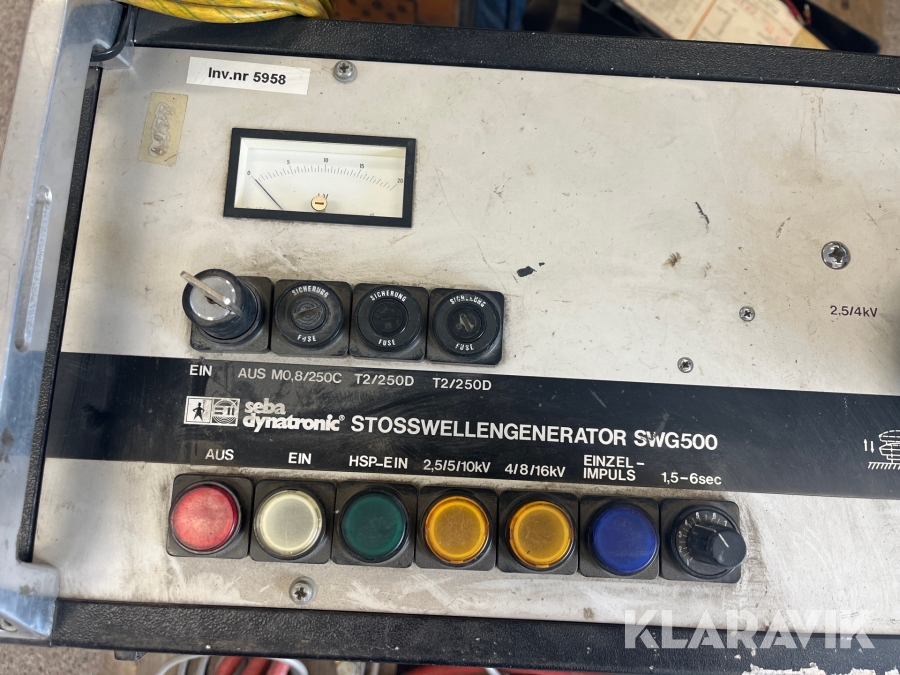 Inv.nr 5958
0 5 10 15 20
SICHERUNG SICHERUNG SICHERUNG
FUSE FUSE FUSE
2.5/4kV
EIN AUS M0,8/250C T2/250D T2/250D
seba
dynatronic® STOSSWELLENGENERATOR SWG500
AUS EIN HSP-EIN 2,5/5/10kV 4/8/16kV EINZEL-
IMPULS 1,5-6sec
KLARAVIK